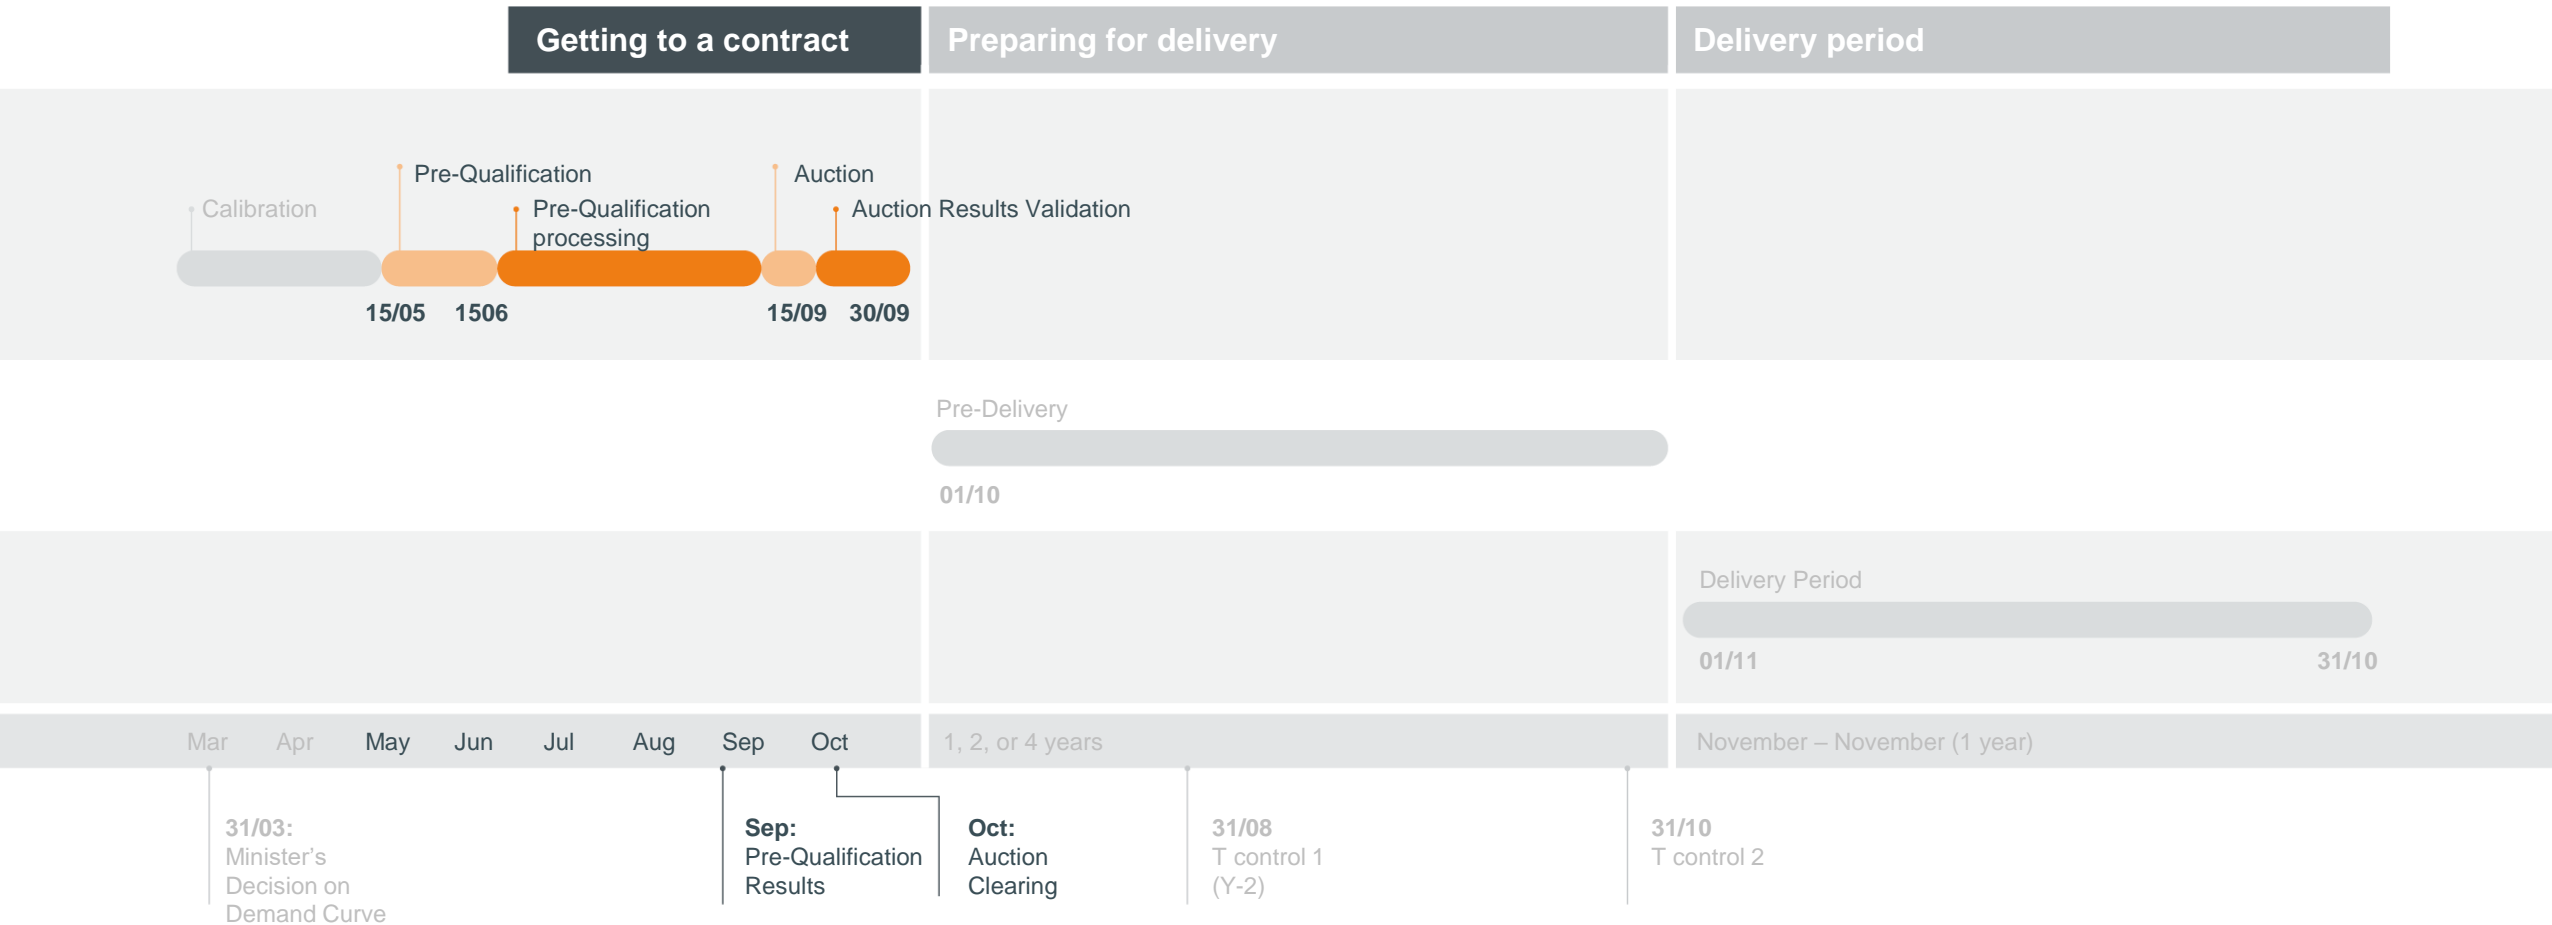 Getting to a contract
Preparing for delivery
Delivery period
Pre-Qualification
Auction
Calibration
Pre-Qualification
processing
Auction Results Validation
15/05
1506
15/09
30/09
Pre-Delivery
01/10
Delivery Period
01/11
31/10
Mar
Apr
May
Jun
Jul
Aug
Sep
Oct
1, 2, or 4 years
November – November (1 year)
31/03:
Minister’s
Decision on
Demand Curve
Sep:
Pre-Qualification
Results
Oct:
Auction
Clearing
31/08
T control 1
(Y-2)
31/10
T control 2